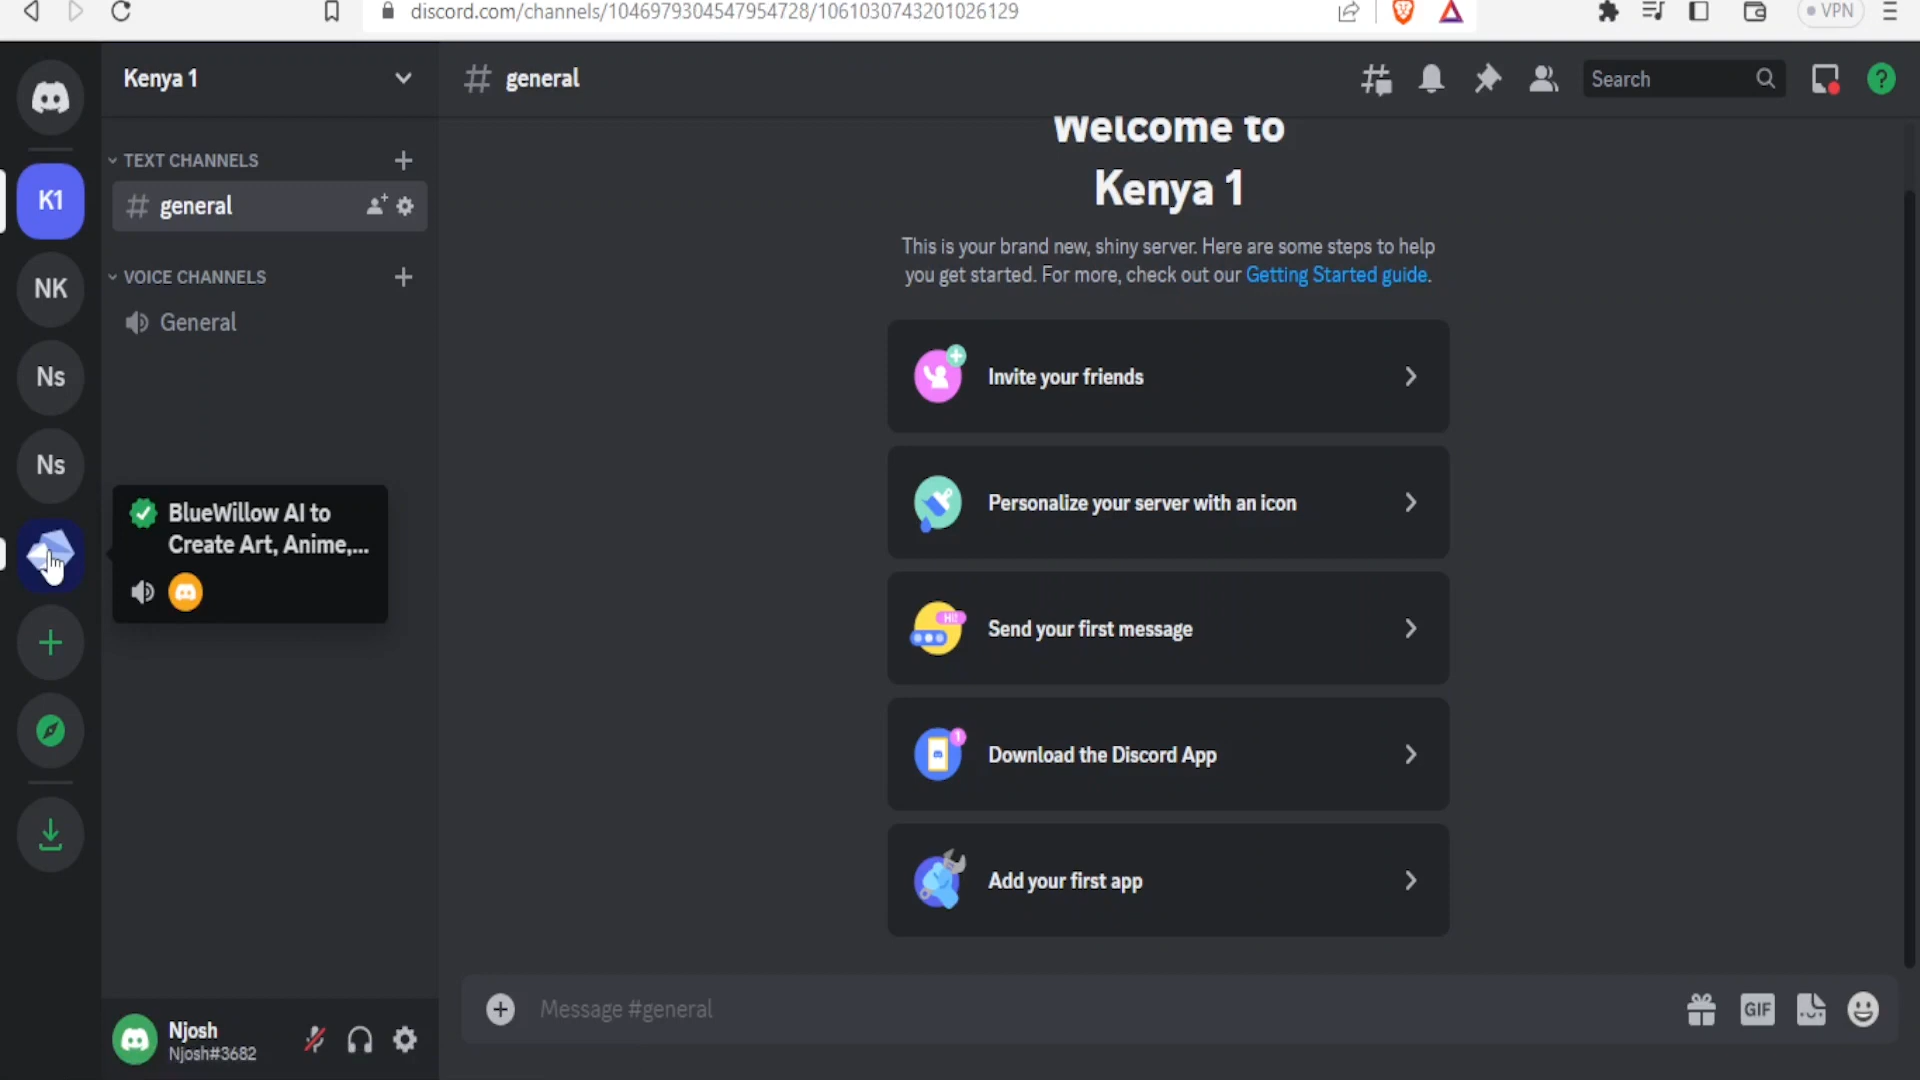 discord.com/channels/1046979304547954728/1061030743201026129
VPN
Kenya 1
general
Search
TEXT CHANNELS
general
VOICE CHANNELS
General
K1
NK
Ns
Ns
BlueWillow AI to
Create Art, Anime,...
Welcome to
Kenya 1
This is your brand new, shiny server. Here are some steps to help
you get started. For more, check out our Getting Started guide.
Invite your friends
Personalize your server with an icon
Send your first message
Download the Discord App
Add your first app
Message #general
GIF
Njosh
Njosh#3682